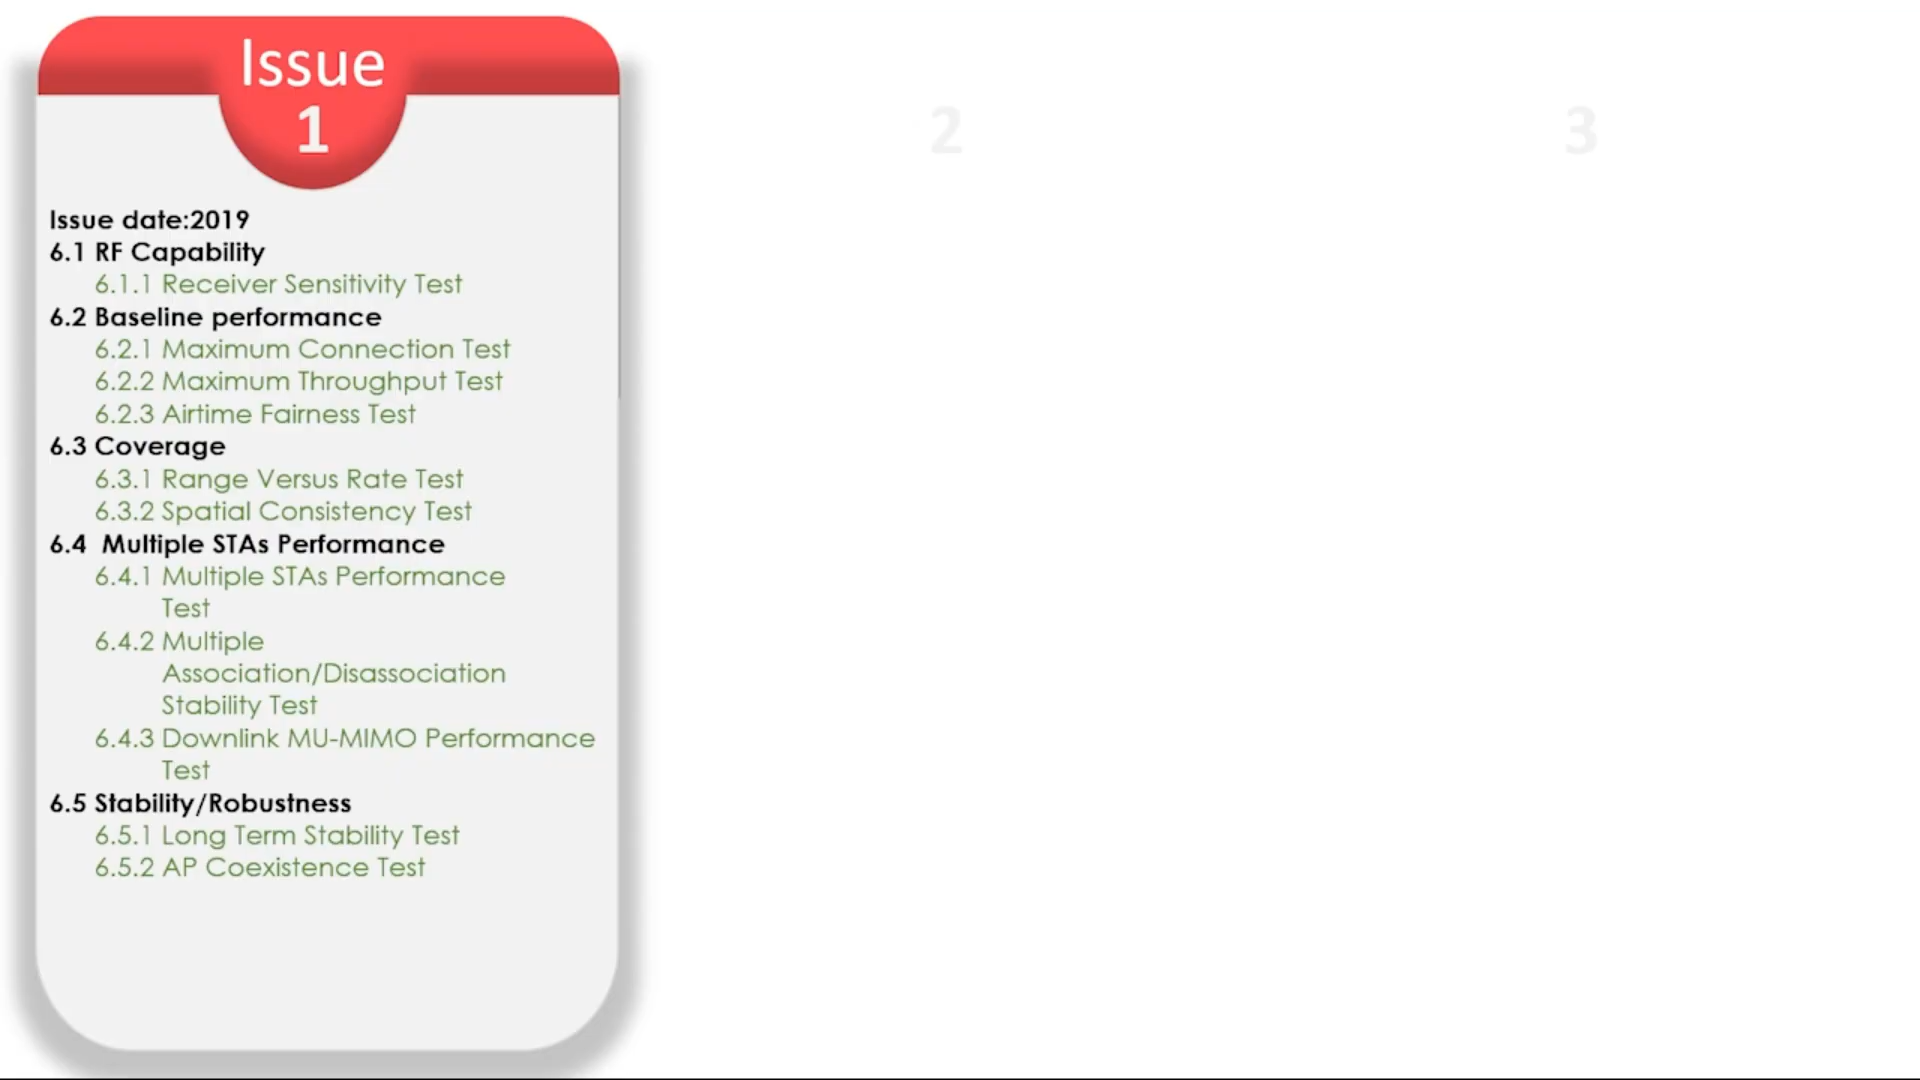 Issue
1
Issue date:2019
6.1 RF Capability
6.1.1 Receiver Sensitivity Test
6.2 Baseline performance
6.2.1 Maximum Connection Test
6.2.2 Maximum Throughput Test
6.2.3 Airtime Fairness Test
6.3 Coverage
6.3.1 Range Versus Rate Test
6.3.2 Spatial Consistency Test
6.4 Multiple STAs Performance
6.4.1 Multiple STAs Performance
Test
6.4.2 Multiple
Association/Disassociation
Stability Test
6.4.3 Downlink MU-MIMO Performance
Test
6.5 Stability/Robustness
6.5.1 Long Term Stability Test
6.5.2 AP Coexistence Test
2
3